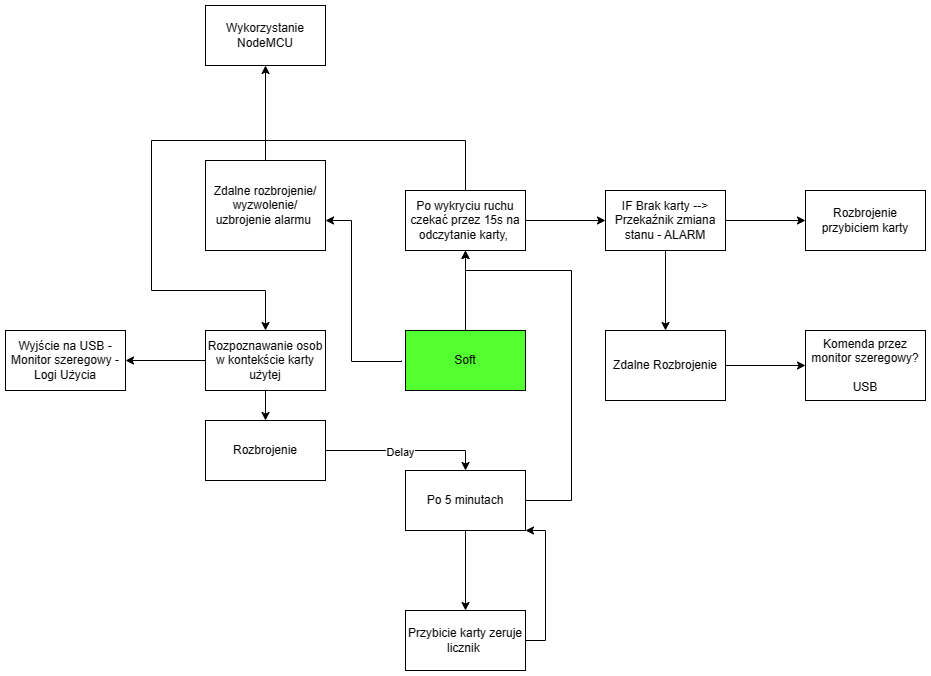 Wykorzystanie
NodeMCU
Zdalne rozbrojenie/
wyzwolenie/
uzbrojenie alarmu
Po wykryciu ruchu
czekać przez 15s na
odczytanie karty,
IF Brak karty -->
Przekaźnik zmiana
stanu - ALARM
Rozbrojenie
przybiciem karty
Wyjście na USB -
Monitor szeregowy -
Logi Użycia
Rozpoznawanie osob
w kontekście karty
użytej
Soft
Zdalne Rozbrojenie
Komenda przez
monitor szeregowy?
USB
Rozbrojenie
Delay
Po 5 minutach
Przybicie karty zeruje
licznik